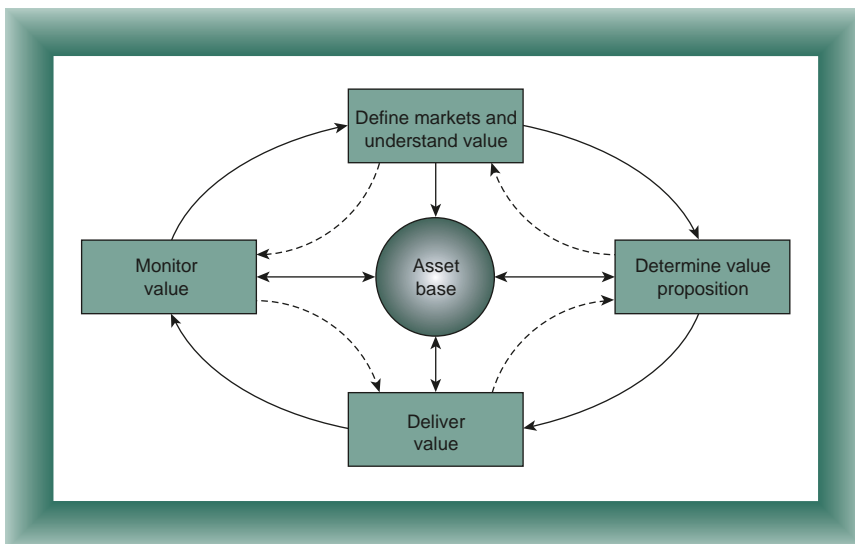 Define markets and
understand value
Monitor
value
Asset
base
Determine value
proposition
Deliver
value